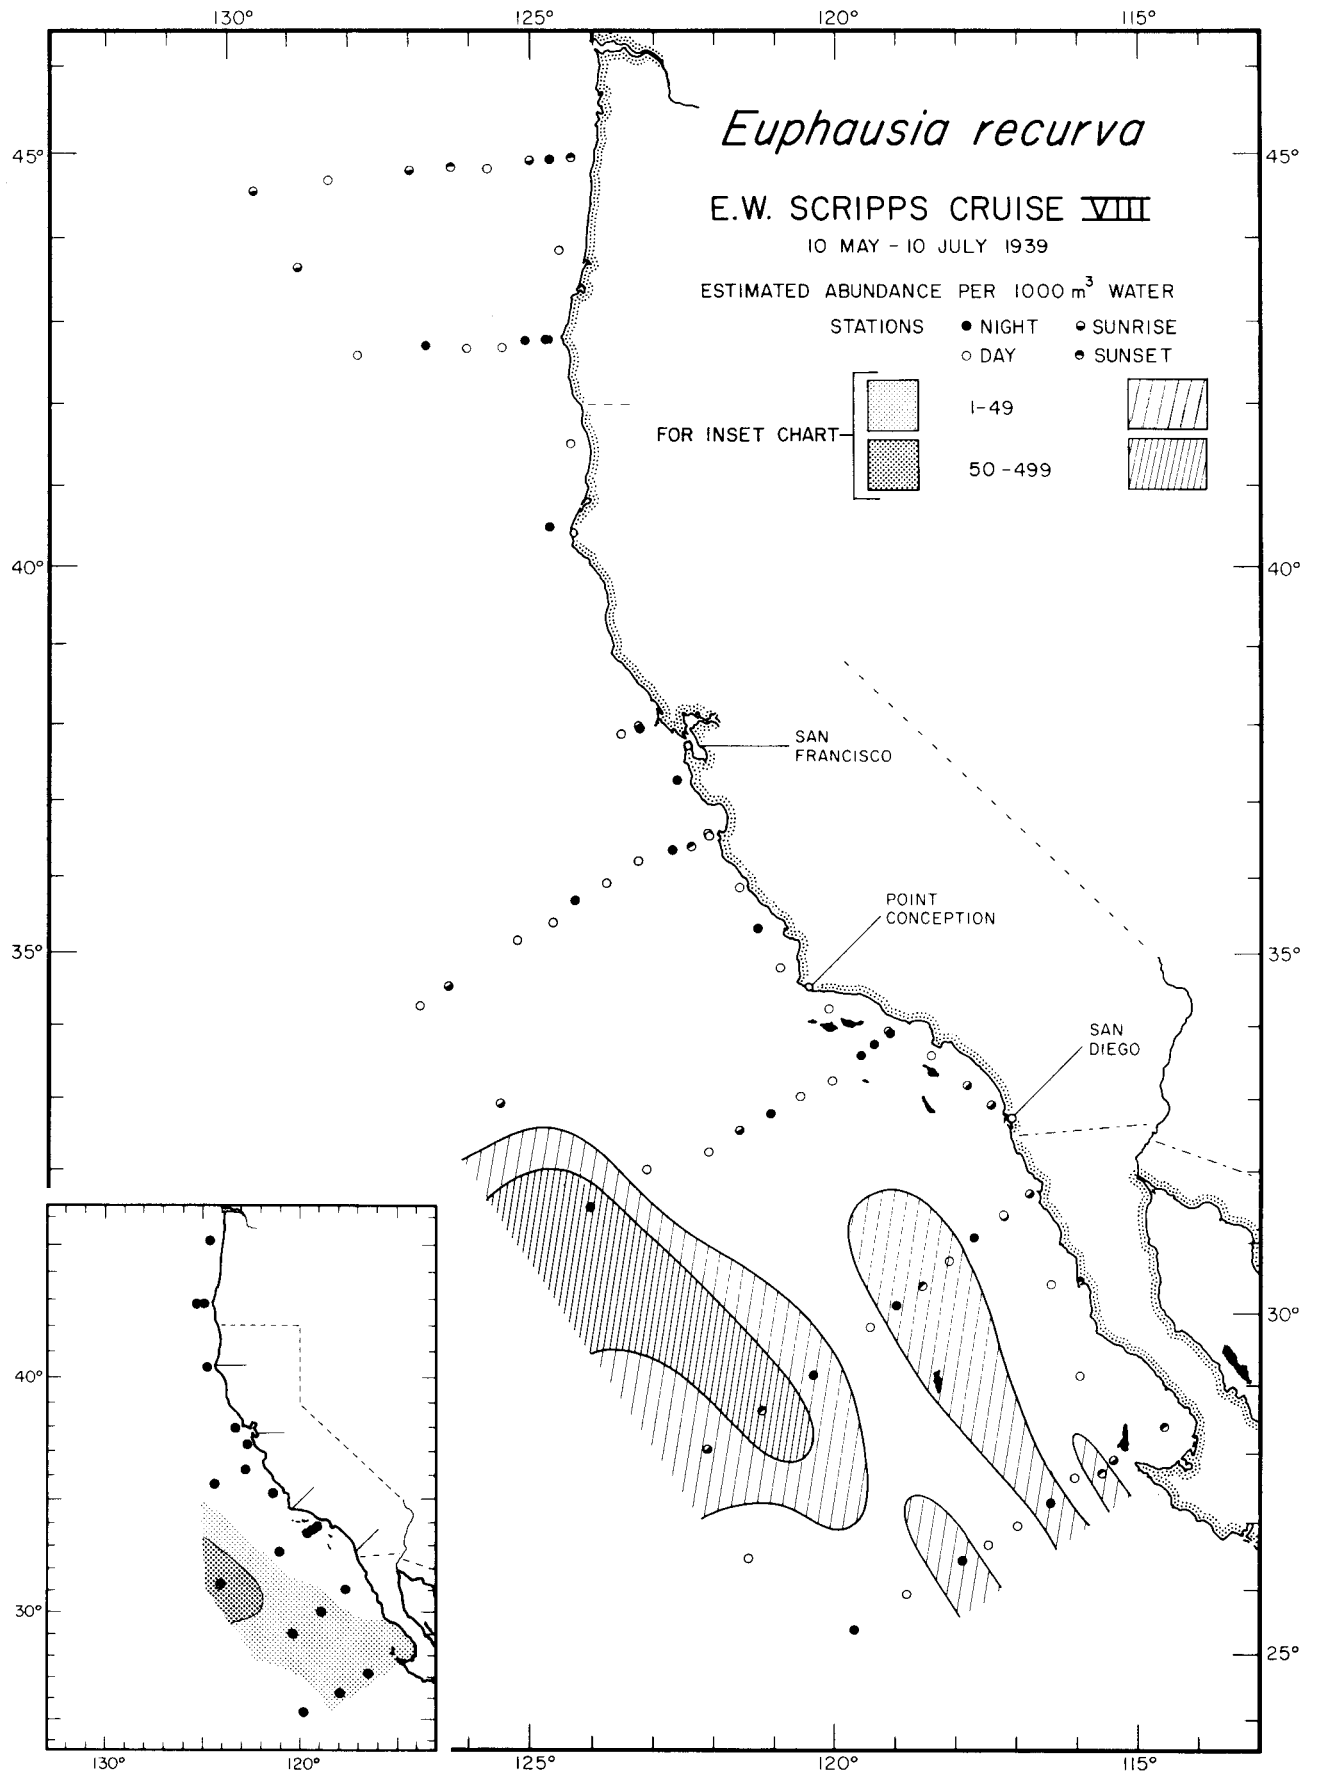 130° 125° 120° 115°
Euphausia recurva
45° 45°
E.W. SCRIPPS CRUISE VIII
10 MAY - 10 JULY 1939
ESTIMATED ABUNDANCE PER 1000 m³ WATER
STATIONS ● NIGHT SUNRISE
○ DAY SUNSET
1-49
FOR INSET CHART
50-499
40° 40°
SAN
FRANCISCO
POINT
CONCEPTION
35° 35°
SAN
DIEGO
30°
40°
30°
25°
130° 120° 125° 120° 115°